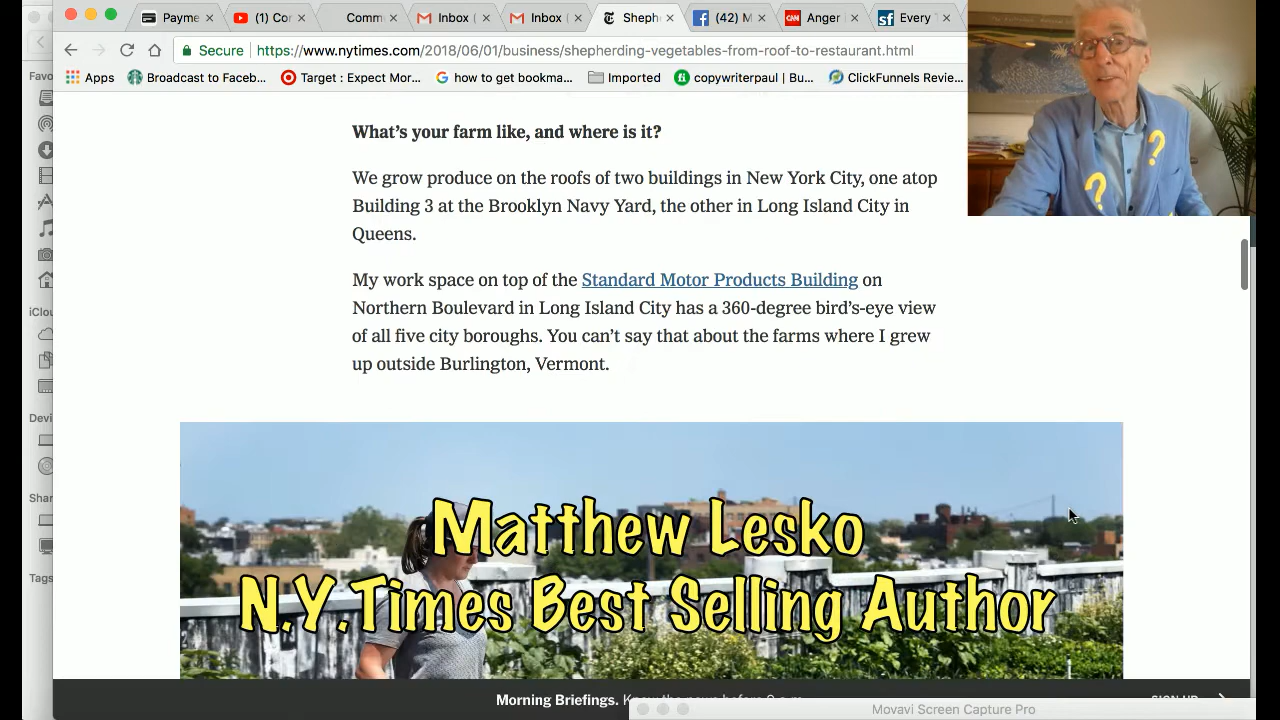 Payme
(1) Co
Comm
Inbox (
Inbox (
Sheph
(42) M
CNN
Anger
sf
Every
Secure
https://www.nytimes.com/2018/06/01/business/shepherding-vegetables-from-roof-to-restaurant.html
Apps
Broadcast to Faceb...
Target : Expect Mor...
how to get bookma...
Imported
copywriterpaul | Bu...
ClickFunnels Revie...
Favo
iClou
Devi
Shar
Tags
What's your farm like, and where is it?
We grow produce on the roofs of two buildings in New York City, one atop
Building 3 at the Brooklyn Navy Yard, the other in Long Island City in
Queens.
My work space on top of the Standard Motor Products Building on
Northern Boulevard in Long Island City has a 360-degree bird's-eye view
of all five city boroughs. You can't say that about the farms where I grew
up outside Burlington, Vermont.
? ?
Matthew Lesko
N.Y.Times Best Selling Author
Morning Briefings.
Movavi Screen Capture Pro